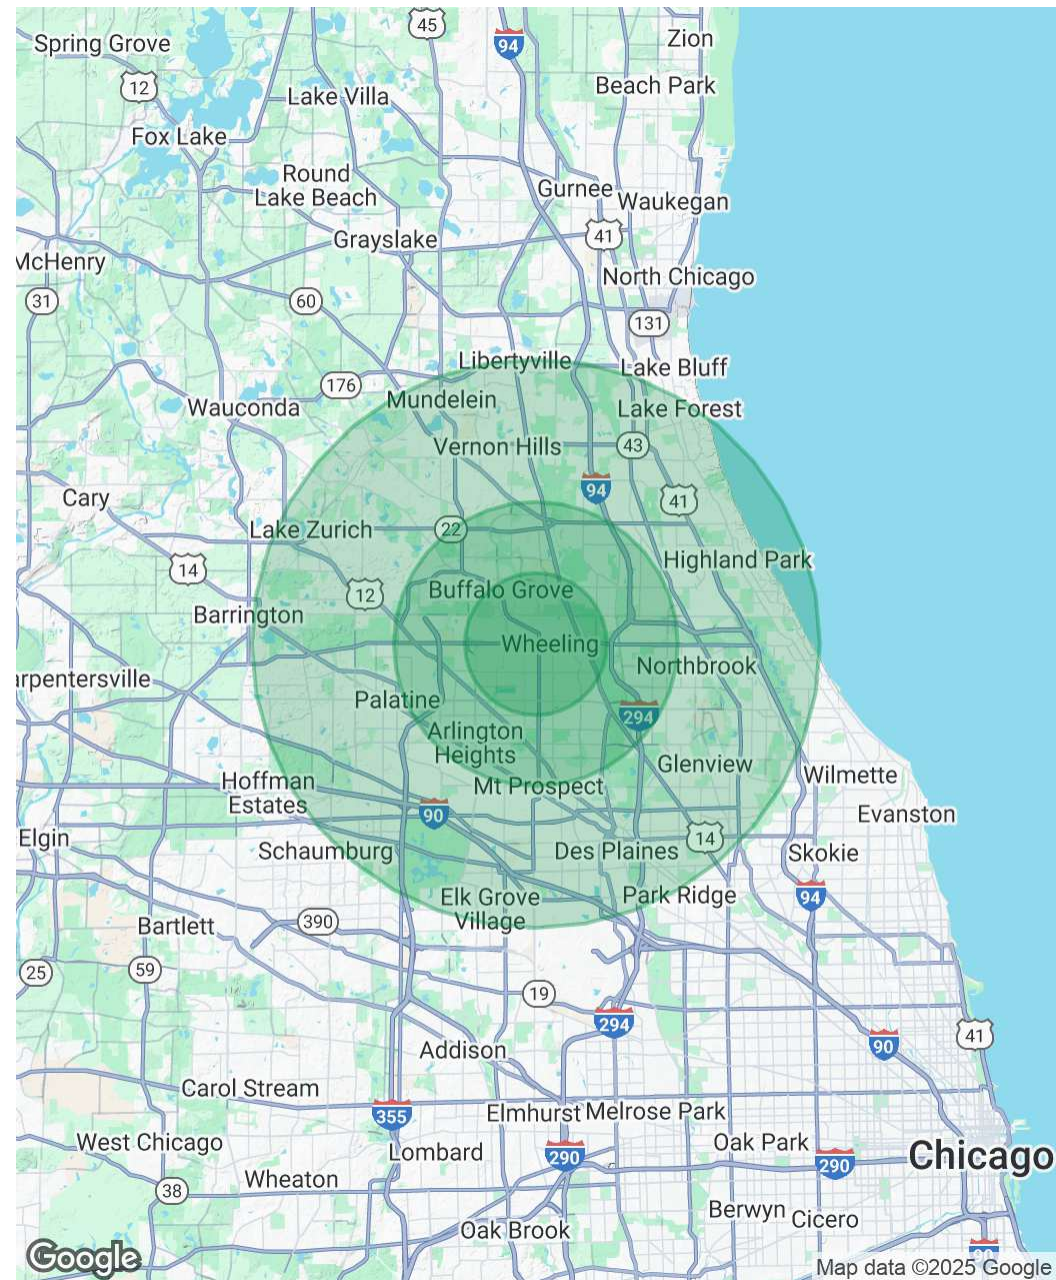 45
94
Zion
Spring Grove
12
Beach Park
Lake Villa
Fox Lake
Round
Lake Beach
Gurnee
Waukegan
Grayslake
41
McHenry
North Chicago
31
60
131
Libertyville
Lake Bluff
176
Mundelein
Wauconda
Lake Forest
Vernon Hills
43
94
Cary
41
Lake Zurich
22
Highland Park
14
12
Buffalo Grove
Barrington
Wheeling
Northbrook
arpentersville
Palatine
294
Arlington
Heights
Glenview
Hoffman
Estates
Mt Prospect
Wilmette
90
Evanston
Elgin
14
Schaumburg
Des Plaines
Skokie
Elk Grove
Village
Park Ridge
94
Bartlett
390
25
59
19
294
41
90
Addison
Carol Stream
355
Elmhurst
Melrose Park
West Chicago
Lombard
290
Oak Park
290
Chicago
Wheaton
38
Berwyn
Cicero
Oak Brook
90
Google
Map data ©2025 Google